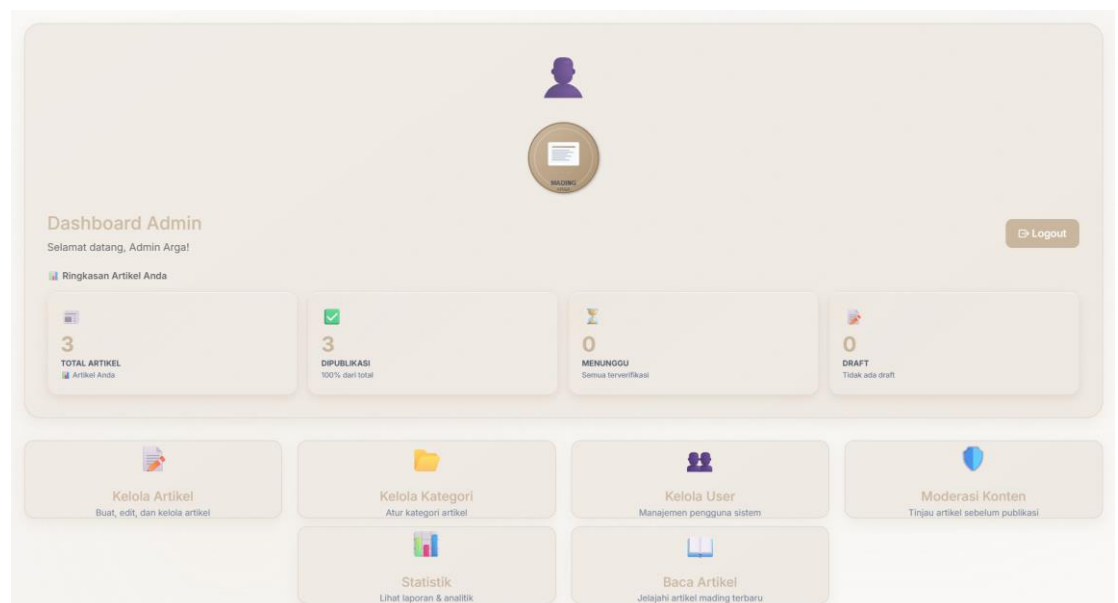 MADING
Dashboard Admin
Selamat datang, Admin Arga!
Logout
Ringkasan Artikel Anda
3
TOTAL ARTIKEL
Artikel Anda
3
DIPUBLIKASI
100% dari total
0
MENUNGGU
Semua terverifikasi
0
DRAFT
Tidak ada draft
Kelola Artikel
Buat, edit, dan kelola artikel
Kelola Kategori
Atur kategori artikel
Kelola User
Manajemen pengguna sistem
Moderasi Konten
Tinjau artikel sebelum publikasi
Statistik
Lihat laporan & analitik
Baca Artikel
Jelajahi artikel mading terbaru